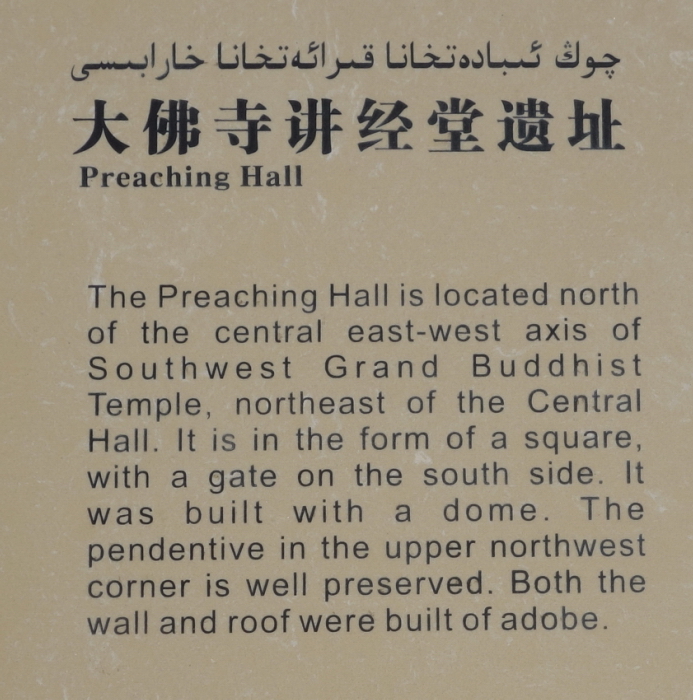 چوڭ ئىبادەتخانا قىرائەتخانا خارابىسى
大佛寺讲经堂遗址
Preaching Hall
The Preaching Hall is located north
of the central east-west axis of
Southwest Grand Buddhist
Temple, northeast of the Central
Hall. It is in the form of a square,
with a gate on the south side. It
was built with a dome. The
pendentive in the upper northwest
corner is well preserved. Both the
wall and roof were built of adobe.